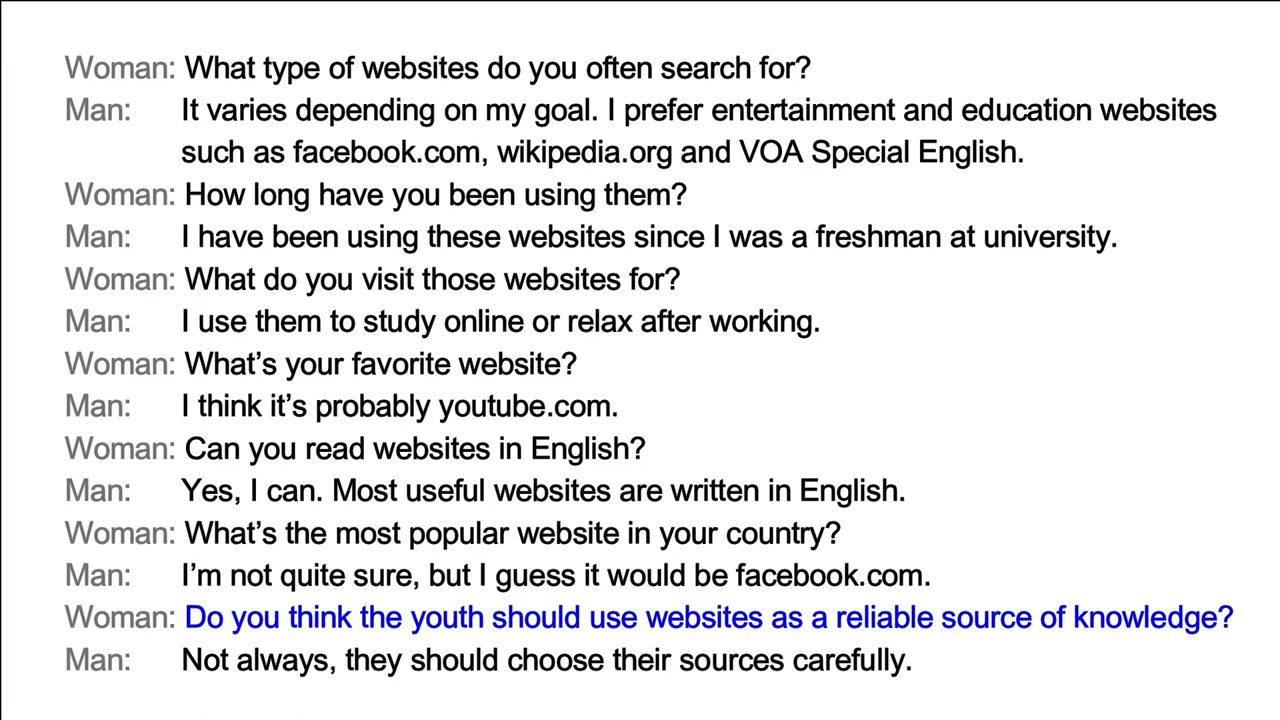 Woman: What type of websites do you often search for?
Man: It varies depending on my goal. I prefer entertainment and education websites
such as facebook.com, wikipedia.org and VOA Special English.
Woman: How long have you been using them?
Man: I have been using these websites since I was a freshman at university.
Woman: What do you visit those websites for?
Man: I use them to study online or relax after working.
Woman: What’s your favorite website?
Man: I think it’s probably youtube.com.
Woman: Can you read websites in English?
Man: Yes, I can. Most useful websites are written in English.
Woman: What’s the most popular website in your country?
Man: I’m not quite sure, but I guess it would be facebook.com.
Woman: Do you think the youth should use websites as a reliable source of knowledge?
Man: Not always, they should choose their sources carefully.